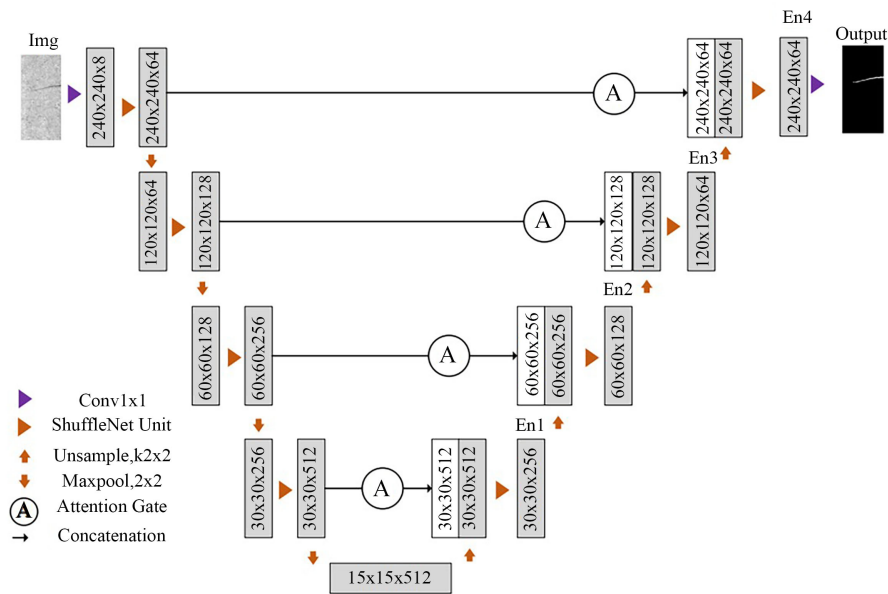 Img
En4
Output
240x240x8
240x240x64
A
240x240x64
240x240x64
240x240x64
En3
120x120x64
120x120x128
A
120x120x128
120x120x128
120x120x64
En2
60x60x128
60x60x256
A
60x60x256
60x60x256
60x60x128
En1
30x30x256
30x30x512
A
30x30x512
30x30x512
30x30x256
15x15x512
Conv1x1
ShuffleNet Unit
Unsample,k2x2
Maxpool,2x2
A Attention Gate
Concatenation